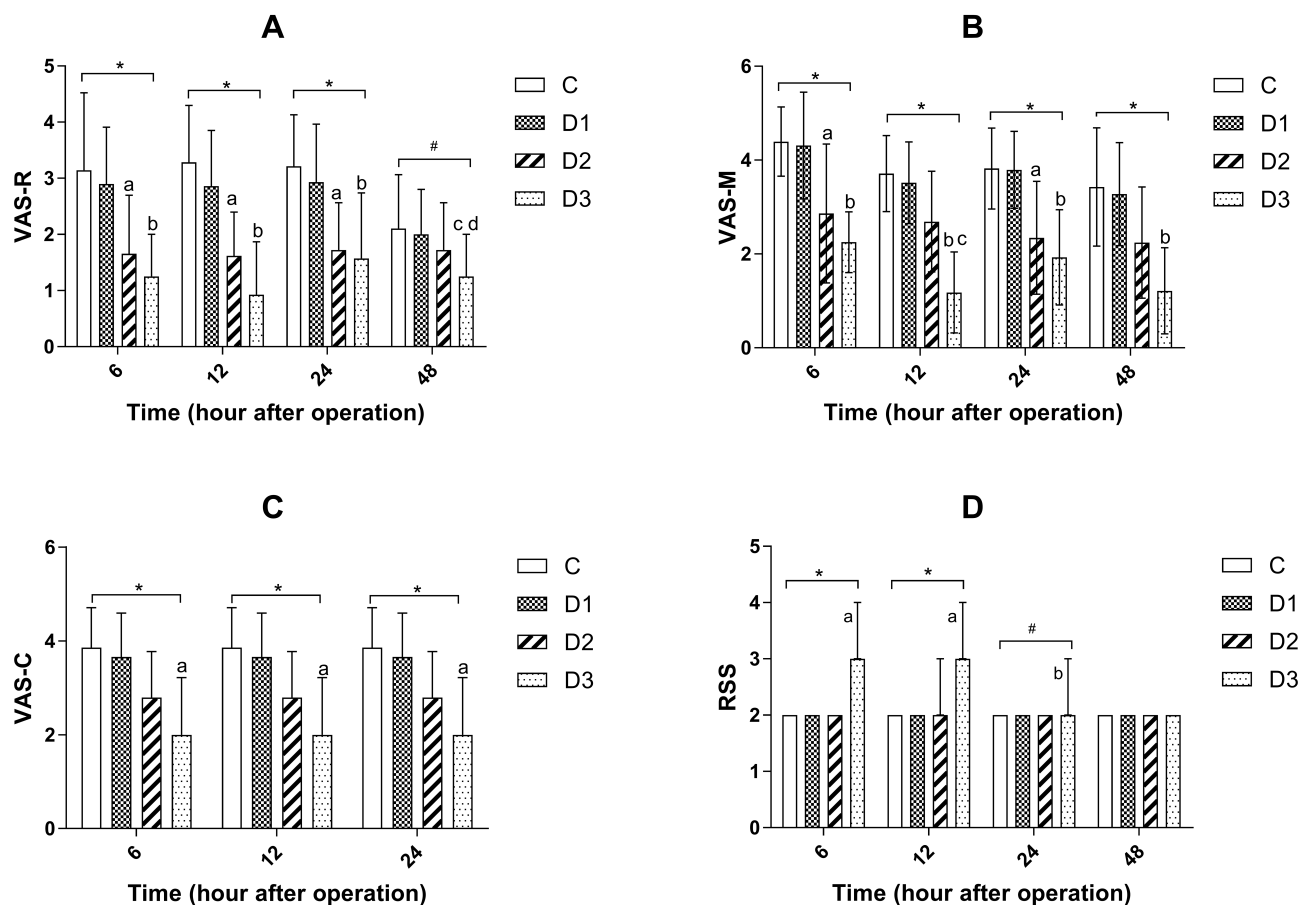 A
VAS-R
5
4
3
2
1
0
*
*
*
#
a
b
a
b
a
b
c d
6
12
24
48
Time (hour after operation)
C
D1
D2
D3
B
VAS-M
6
4
2
0
*
*
*
*
a
b
b c
a
b
b
6
12
24
48
Time (hour after operation)
C
D1
D2
D3
C
VAS-C
6
4
2
0
*
*
*
a
a
a
6
12
24
Time (hour after operation)
C
D1
D2
D3
D
RSS
5
4
3
2
1
0
*
*
#
a
a
b
6
12
24
48
Time (hour after operation)
C
D1
D2
D3